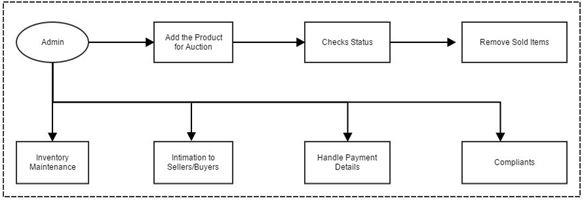 Admin
Add the Product
for Auction
Checks Status
Remove Sold Items
Inventory
Maintenance
Intimation to
Sellers/Buyers
Handle Payment
Details
Compliants